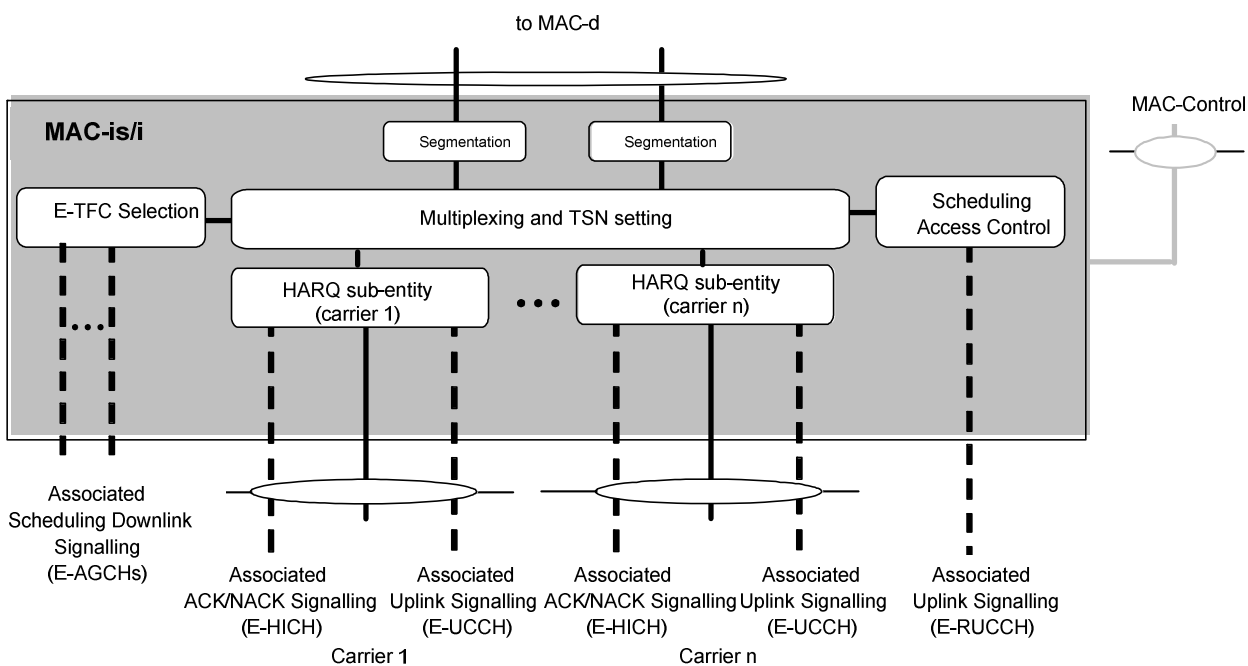 to MAC-d
MAC-Control
MAC-is/i
Segmentation
Segmentation
E-TFC Selection
Multiplexing and TSN setting
Scheduling
Access Control
HARQ sub-entity
(carrier 1)
HARQ sub-entity
(carrier n)
Associated
Scheduling Downlink
Signalling
(E-AGCHs)
Associated
ACK/NACK Signalling
(E-HICH)
Associated
Uplink Signalling
(E-UCCH)
Carrier 1
Associated
ACK/NACK Signalling
(E-HICH)
Associated
Uplink Signalling
(E-UCCH)
Carrier n
Associated
Uplink Signalling
(E-RUCCH)